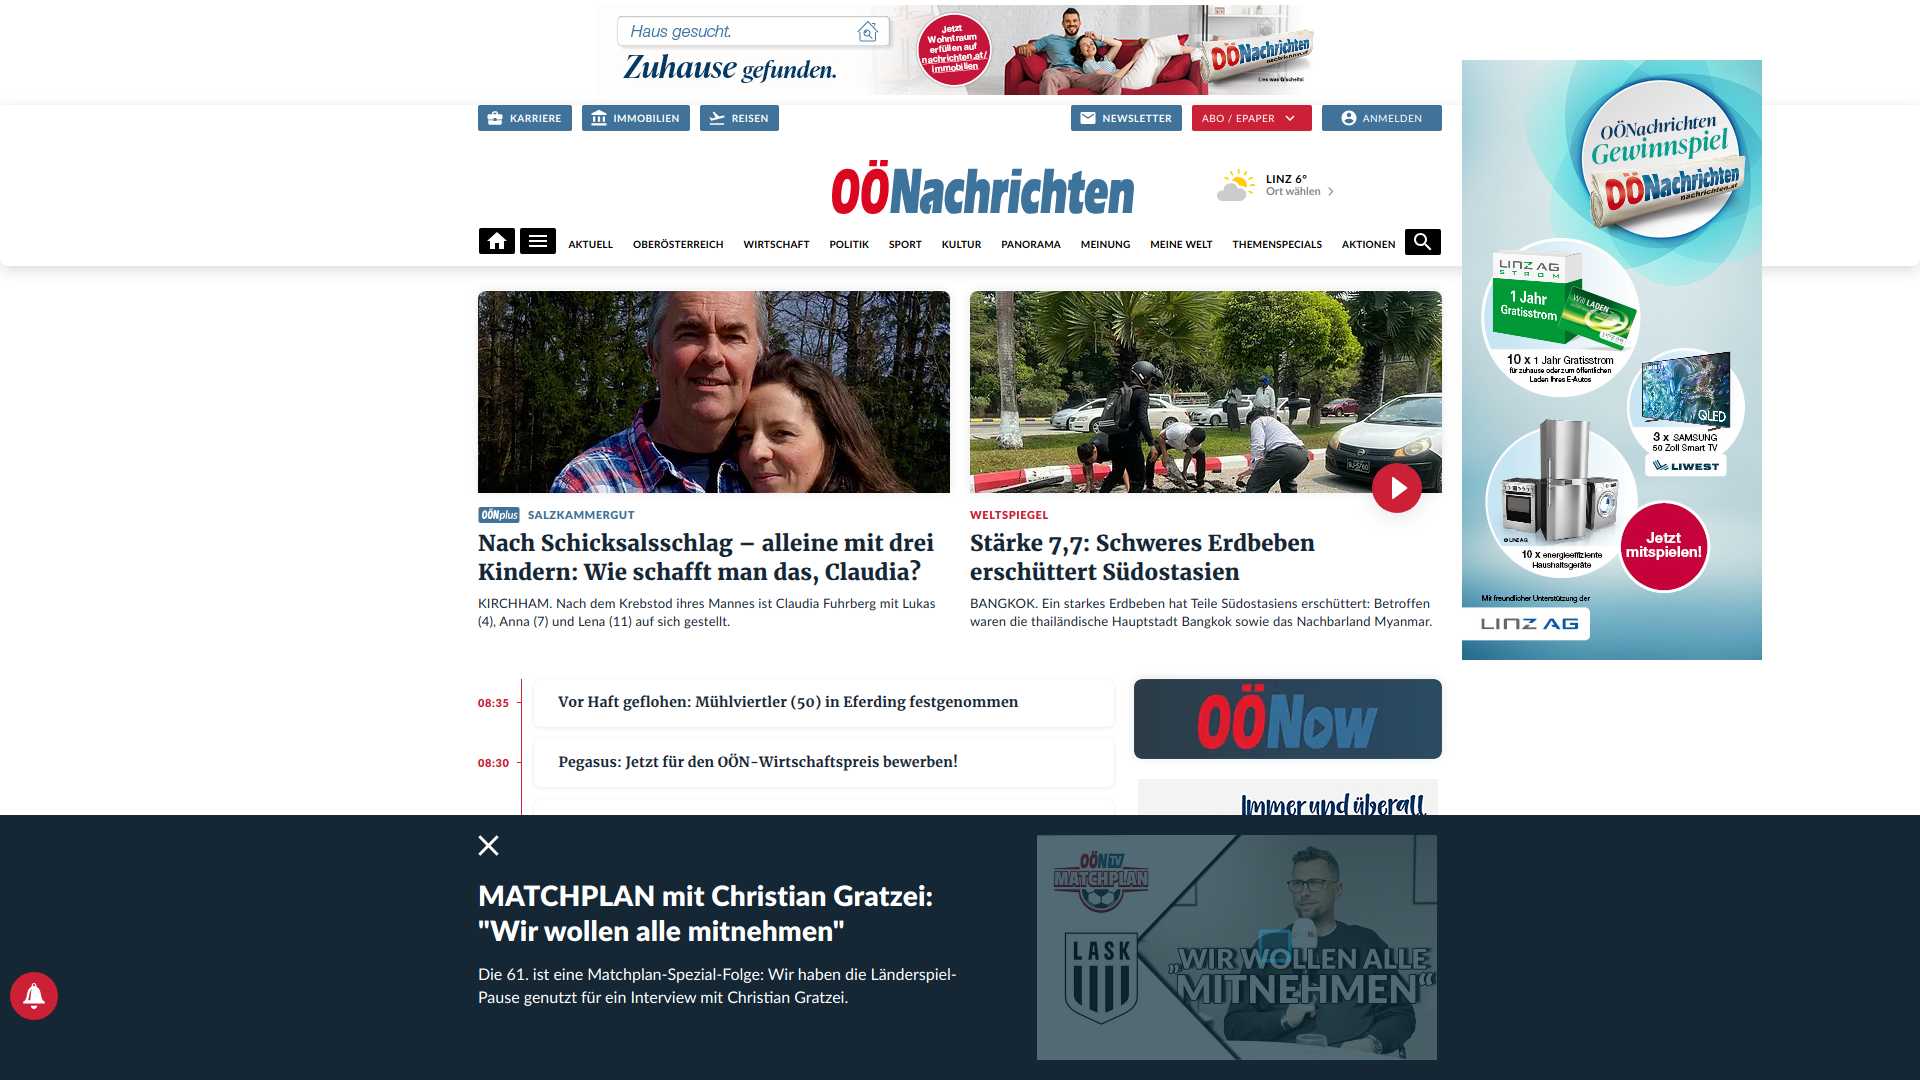 Haus gesucht.
Zuhause gefunden.
Jetzt
Wohntraum
erfüllen auf
nachrichten.at/
immobilien
OÖNachrichten
nachrichten.at
Lies was G'scheits!
KARRIERE
IMMOBILIEN
REISEN
NEWSLETTER
ABO / EPAPER
ANMELDEN
OÖNachrichten
LINZ 6°
Ort wählen
AKTUELL
OBERÖSTERREICH
WIRTSCHAFT
POLITIK
SPORT
KULTUR
PANORAMA
MEINUNG
MEINE WELT
THEMENSPECIALS
AKTIONEN
OÖNplus SALZKAMMERGUT
Nach Schicksalsschlag – alleine mit drei
Kindern: Wie schafft man das, Claudia?
KIRCHHAM. Nach dem Krebstod ihres Mannes ist Claudia Fuhrberg mit Lukas
(4), Anna (7) und Lena (11) auf sich gestellt.
WELTSPIEGEL
Stärke 7,7: Schweres Erdbeben
erschüttert Südostasien
BANGKOK. Ein starkes Erdbeben hat Teile Südostasiens erschüttert: Betroffen
waren die thailändische Hauptstadt Bangkok sowie das Nachbarland Myanmar.
OÖNachrichten
Gewinnspiel
OÖNachrichten
nachrichten.at
LINZ AG
STROM
1 Jahr
Gratisstrom
Will LADEN
10 x 1 Jahr Gratisstrom
für zuhause oder zum öffentlichen
Laden Ihres E-Autos
QLED
3 x SAMSUNG
50 Zoll Smart TV
LIWEST
© LINZ AG
10 x energieeffiziente
Haushaltsgeräte
Jetzt
mitspielen!
Mit freundlicher Unterstützung der
LINZ AG
08:35
Vor Haft geflohen: Mühlviertler (50) in Eferding festgenommen
08:30
Pegasus: Jetzt für den OÖN-Wirtschaftspreis bewerben!
OÖNow
Immer und überall
MATCHPLAN mit Christian Gratzei:
"Wir wollen alle mitnehmen"
Die 61. ist eine Matchplan-Spezial-Folge: Wir haben die Länderspiel-
Pause genutzt für ein Interview mit Christian Gratzei.
OÖN TV
MATCHPLAN
LASK
„WIR WOLLEN ALLE
MITNEHMEN“